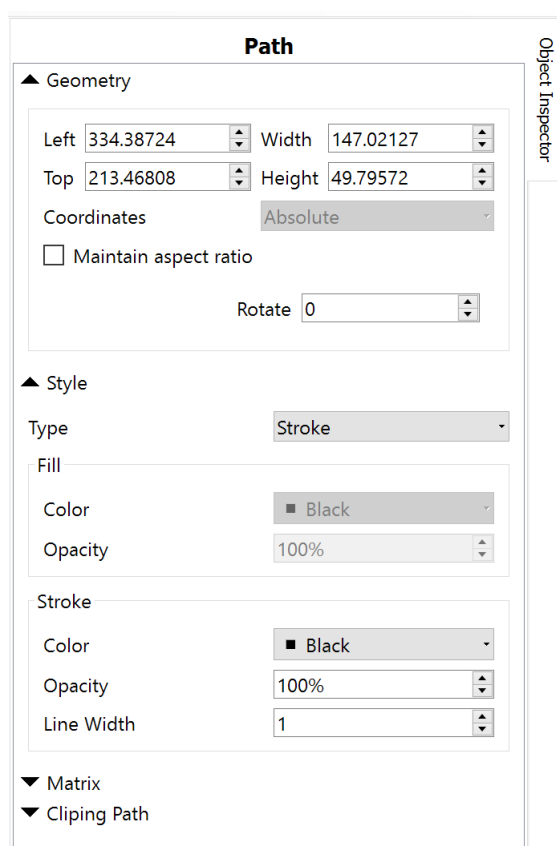 Path
Object Inspector
Geometry
Left 334.38724 Width 147.02127
Top 213.46808 Height 49.79572
Coordinates Absolute
Maintain aspect ratio
Rotate 0
Style
Type Stroke
Fill
Color Black
Opacity 100%
Stroke
Color Black
Opacity 100%
Line Width 1
Matrix
Cliping Path